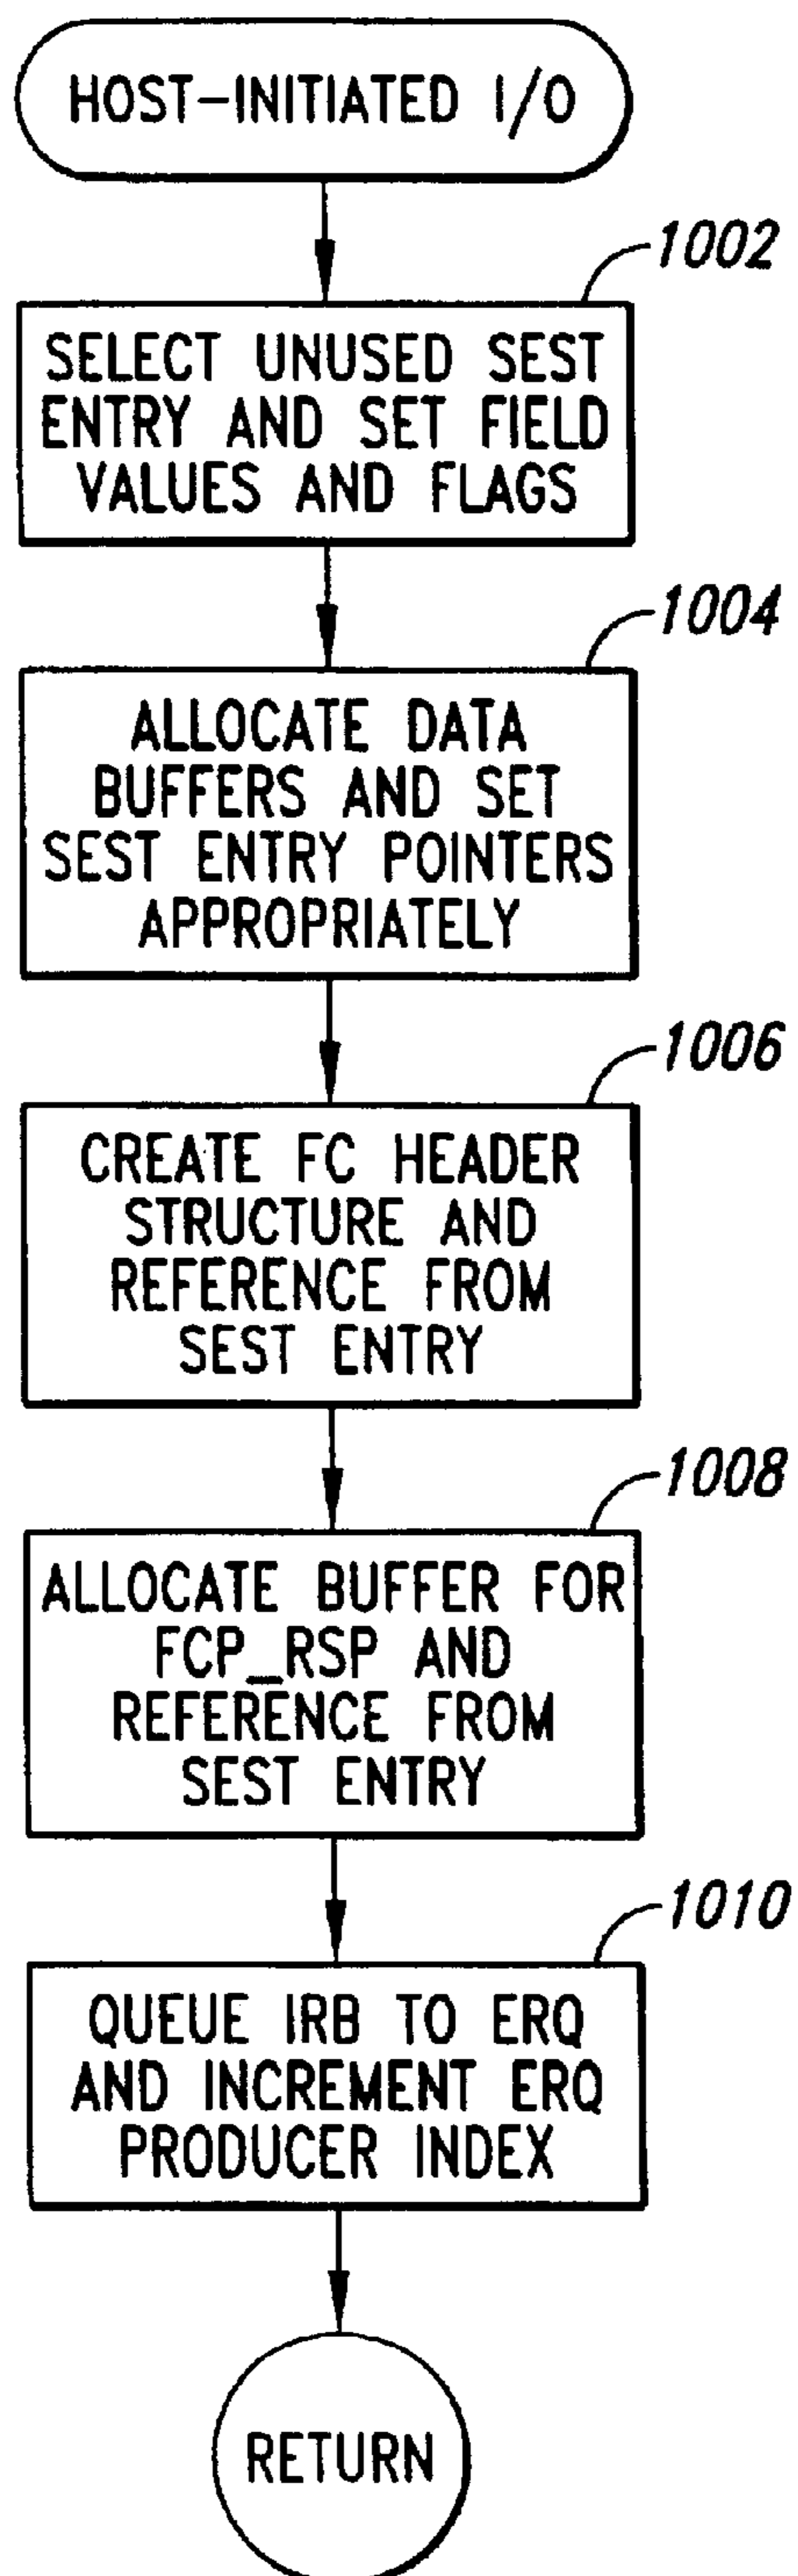 HOST-INITIATED I/O
1002
SELECT UNUSED SEST
ENTRY AND SET FIELD
VALUES AND FLAGS
1004
ALLOCATE DATA
BUFFERS AND SET
SEST ENTRY POINTERS
APPROPRIATELY
1006
CREATE FC HEADER
STRUCTURE AND
REFERENCE FROM
SEST ENTRY
1008
ALLOCATE BUFFER FOR
FCP_RSP AND
REFERENCE FROM
SEST ENTRY
1010
QUEUE IRB TO ERQ
AND INCREMENT ERQ
PRODUCER INDEX
RETURN